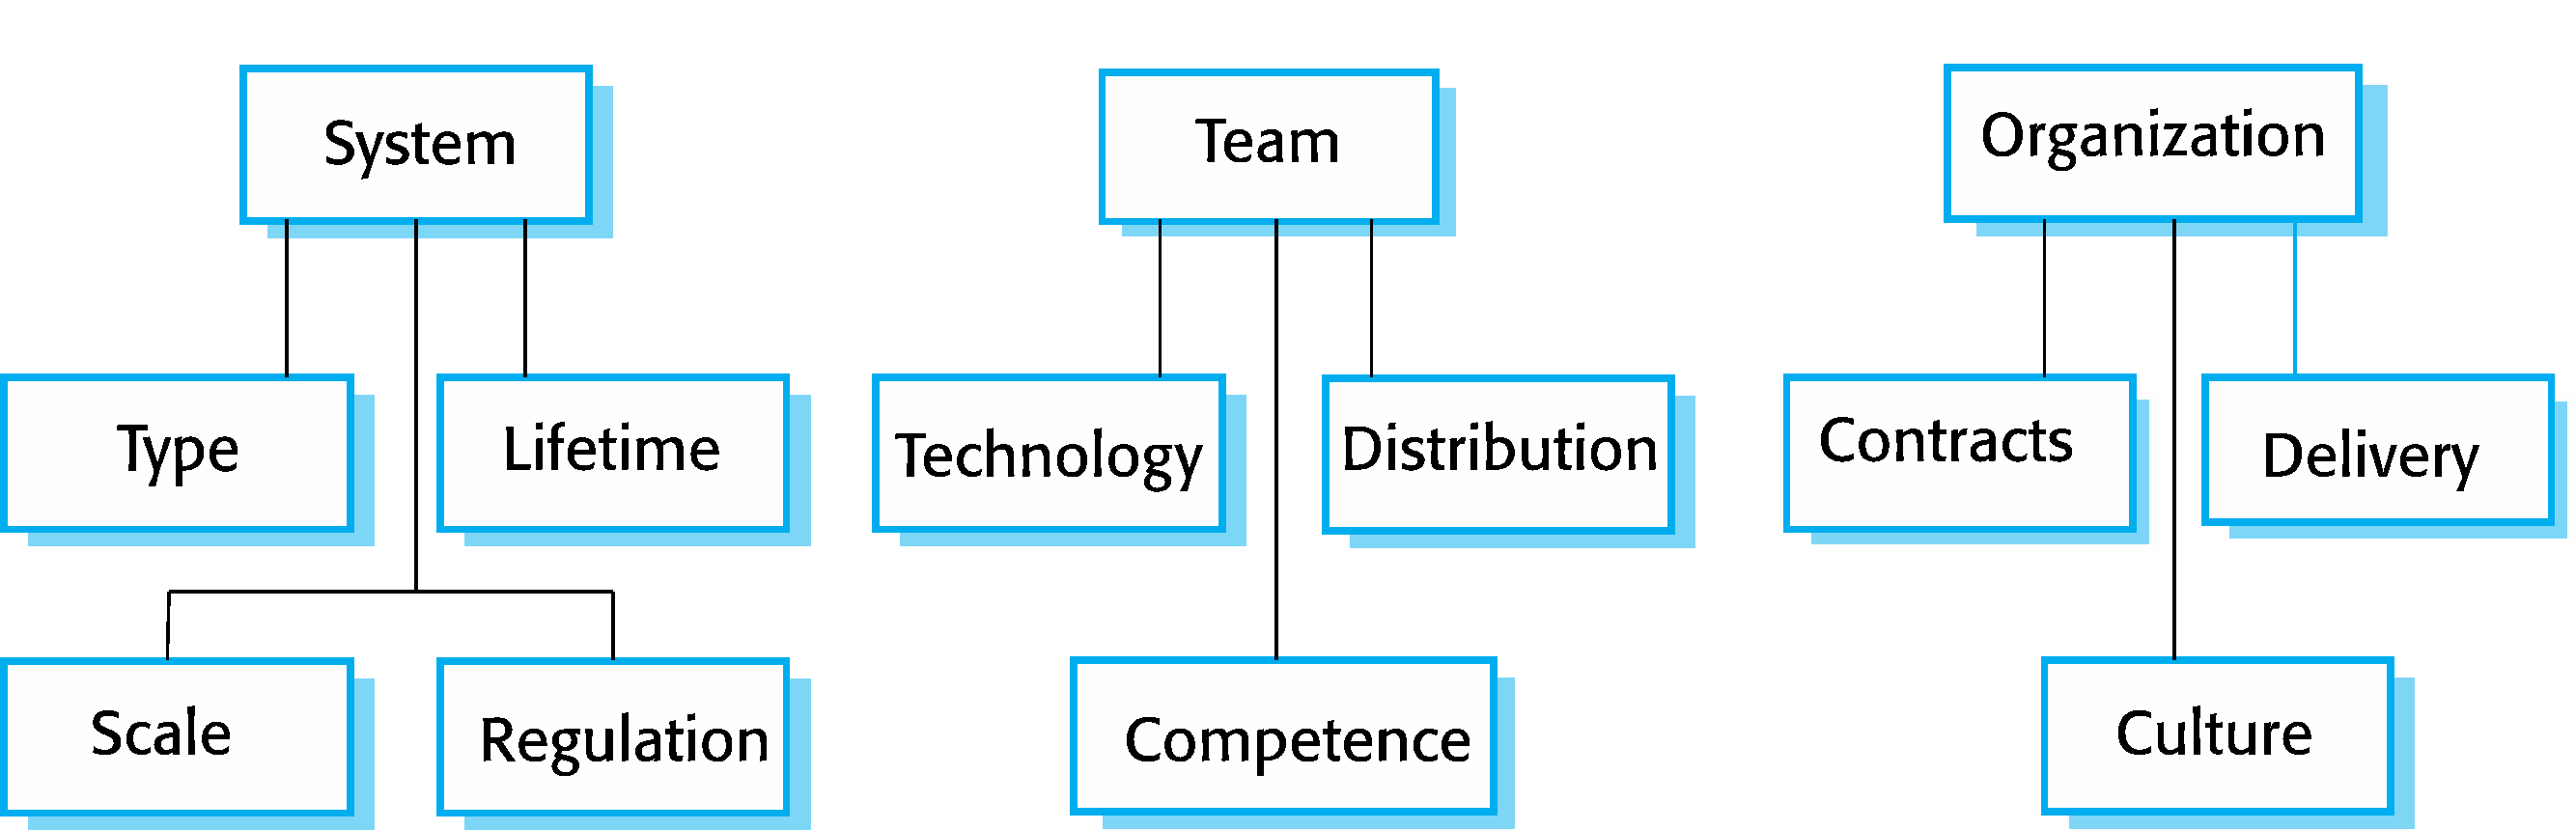 System
Type
Lifetime
Scale
Regulation
Team
Technology
Distribution
Competence
Organization
Contracts
Delivery
Culture